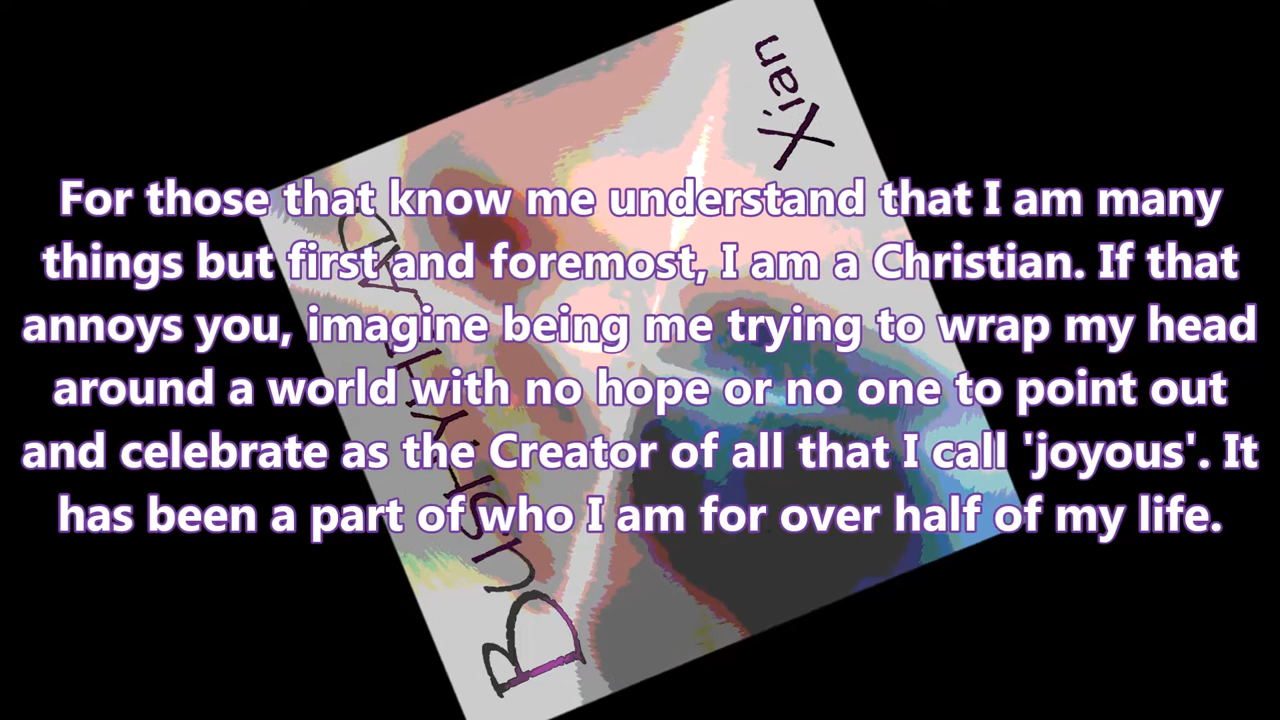 For those that know me understand that I am many
things but first and foremost, I am a Christian. If that
annoys you, imagine being me trying to wrap my head
around a world with no hope or no one to point out
and celebrate as the Creator of all that I call 'joyous'. It
has been a part of who I am for over half of my life.
Xian